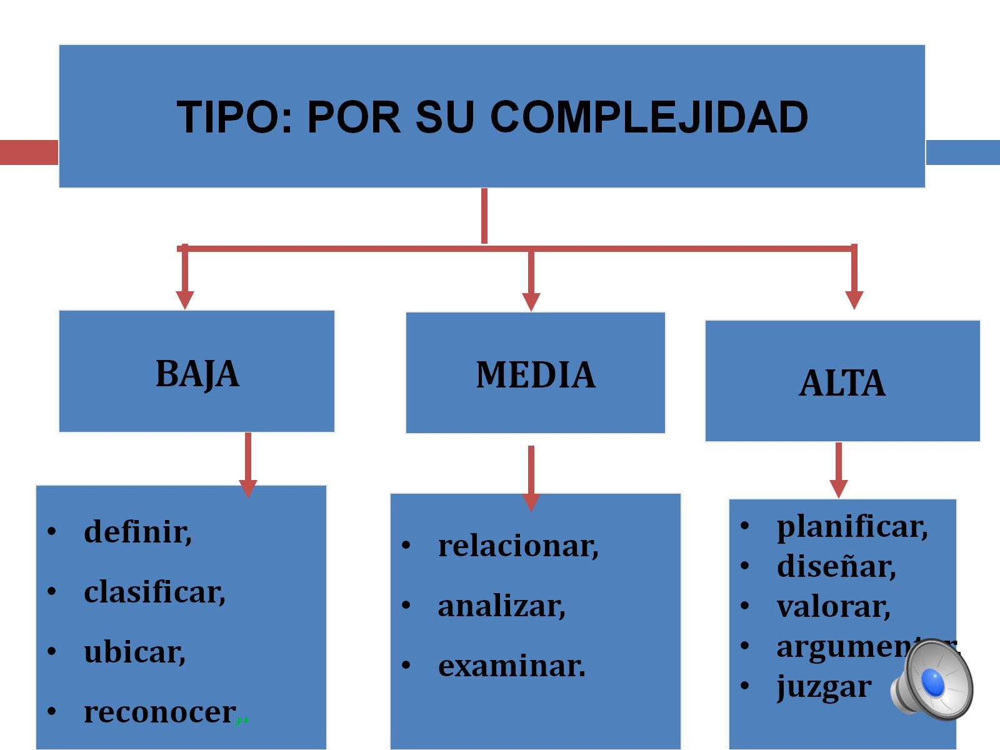 TIPO: POR SU COMPLEJIDAD
BAJA
MEDIA
ALTA
• definir,
• clasificar,
• ubicar,
• reconocer,.
• relacionar,
• analizar,
• examinar.
• planificar,
• diseñar,
• valorar,
• juzgar